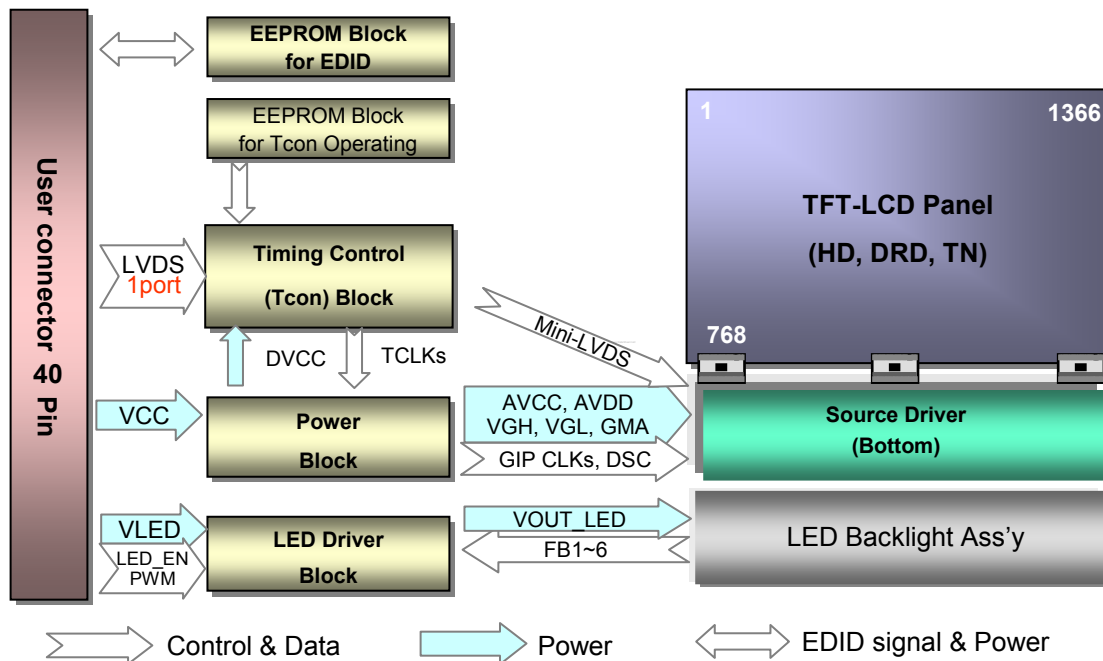 EEPROM Block
for EDID
EEPROM Block
for Tcon Operating
User connector 40 Pin
LVDS
1port
Timing Control
(Tcon) Block
DVCC
TCLKs
Mini-LVDS
1
1366
TFT-LCD Panel
(HD, DRD, TN)
768
VCC
Power
Block
AVCC, AVDD
VGH, VGL, GMA
GIP CLKs, DSC
Source Driver
(Bottom)
VLED
LED_EN
PWM
LED Driver
Block
VOUT_LED
FB1~6
LED Backlight Ass'y
Control & Data
Power
EDID signal & Power